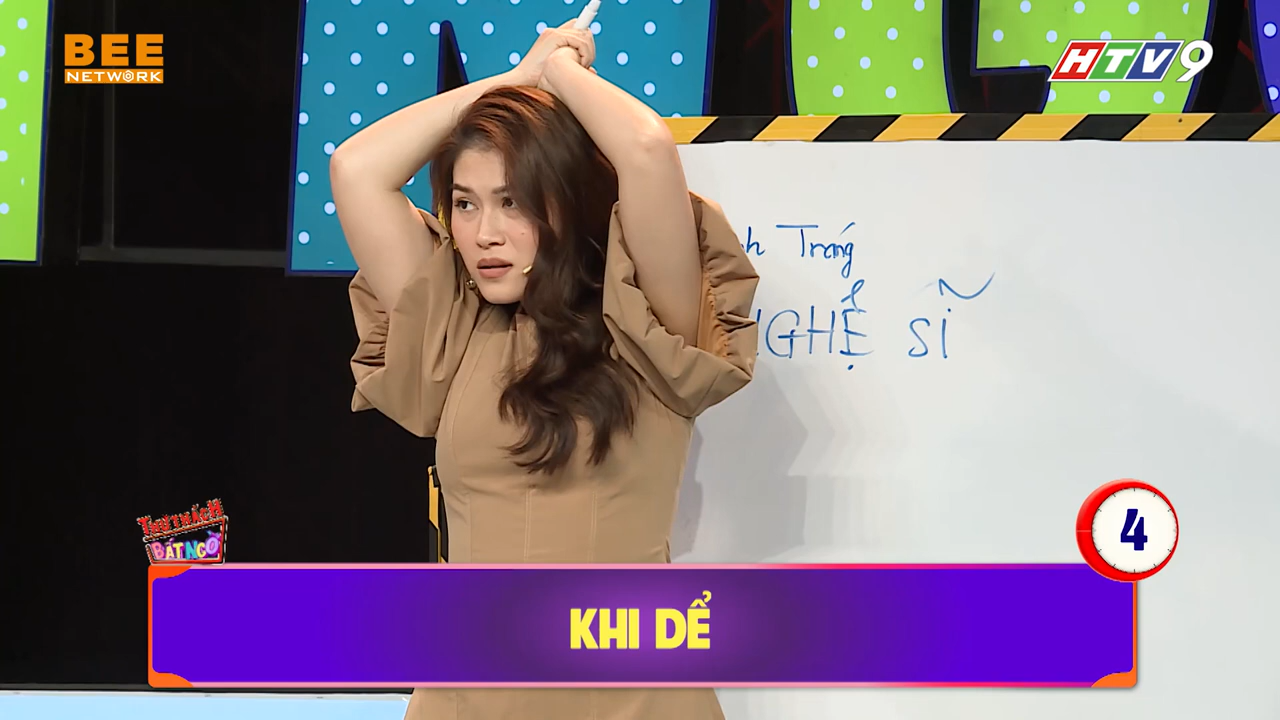 BEE
NETWORK
HTV9
Tráng
NGHỆ SĨ
THỬ THÁCH
BẤT NGỜ
4
KHI DỂ